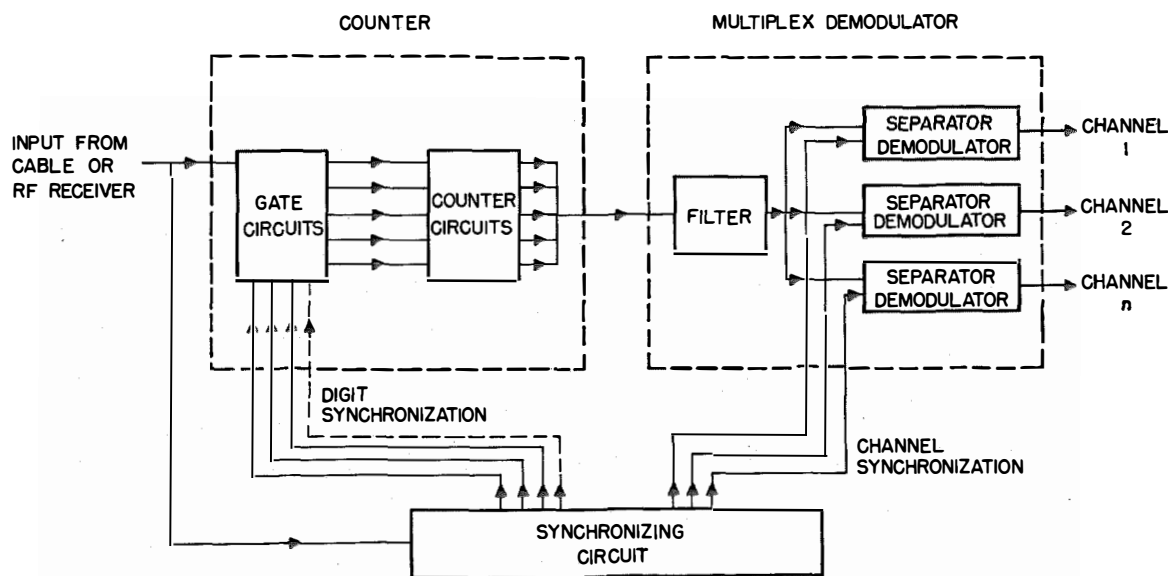 COUNTER
MULTIPLEX DEMODULATOR
INPUT FROM
CABLE OR
RF RECEIVER
GATE
CIRCUITS
COUNTER
CIRCUITS
FILTER
SEPARATOR
DEMODULATOR
CHANNEL
1
SEPARATOR
DEMODULATOR
CHANNEL
2
SEPARATOR
DEMODULATOR
CHANNEL
n
DIGIT
SYNCHRONIZATION
CHANNEL
SYNCHRONIZATION
SYNCHRONIZING
CIRCUIT